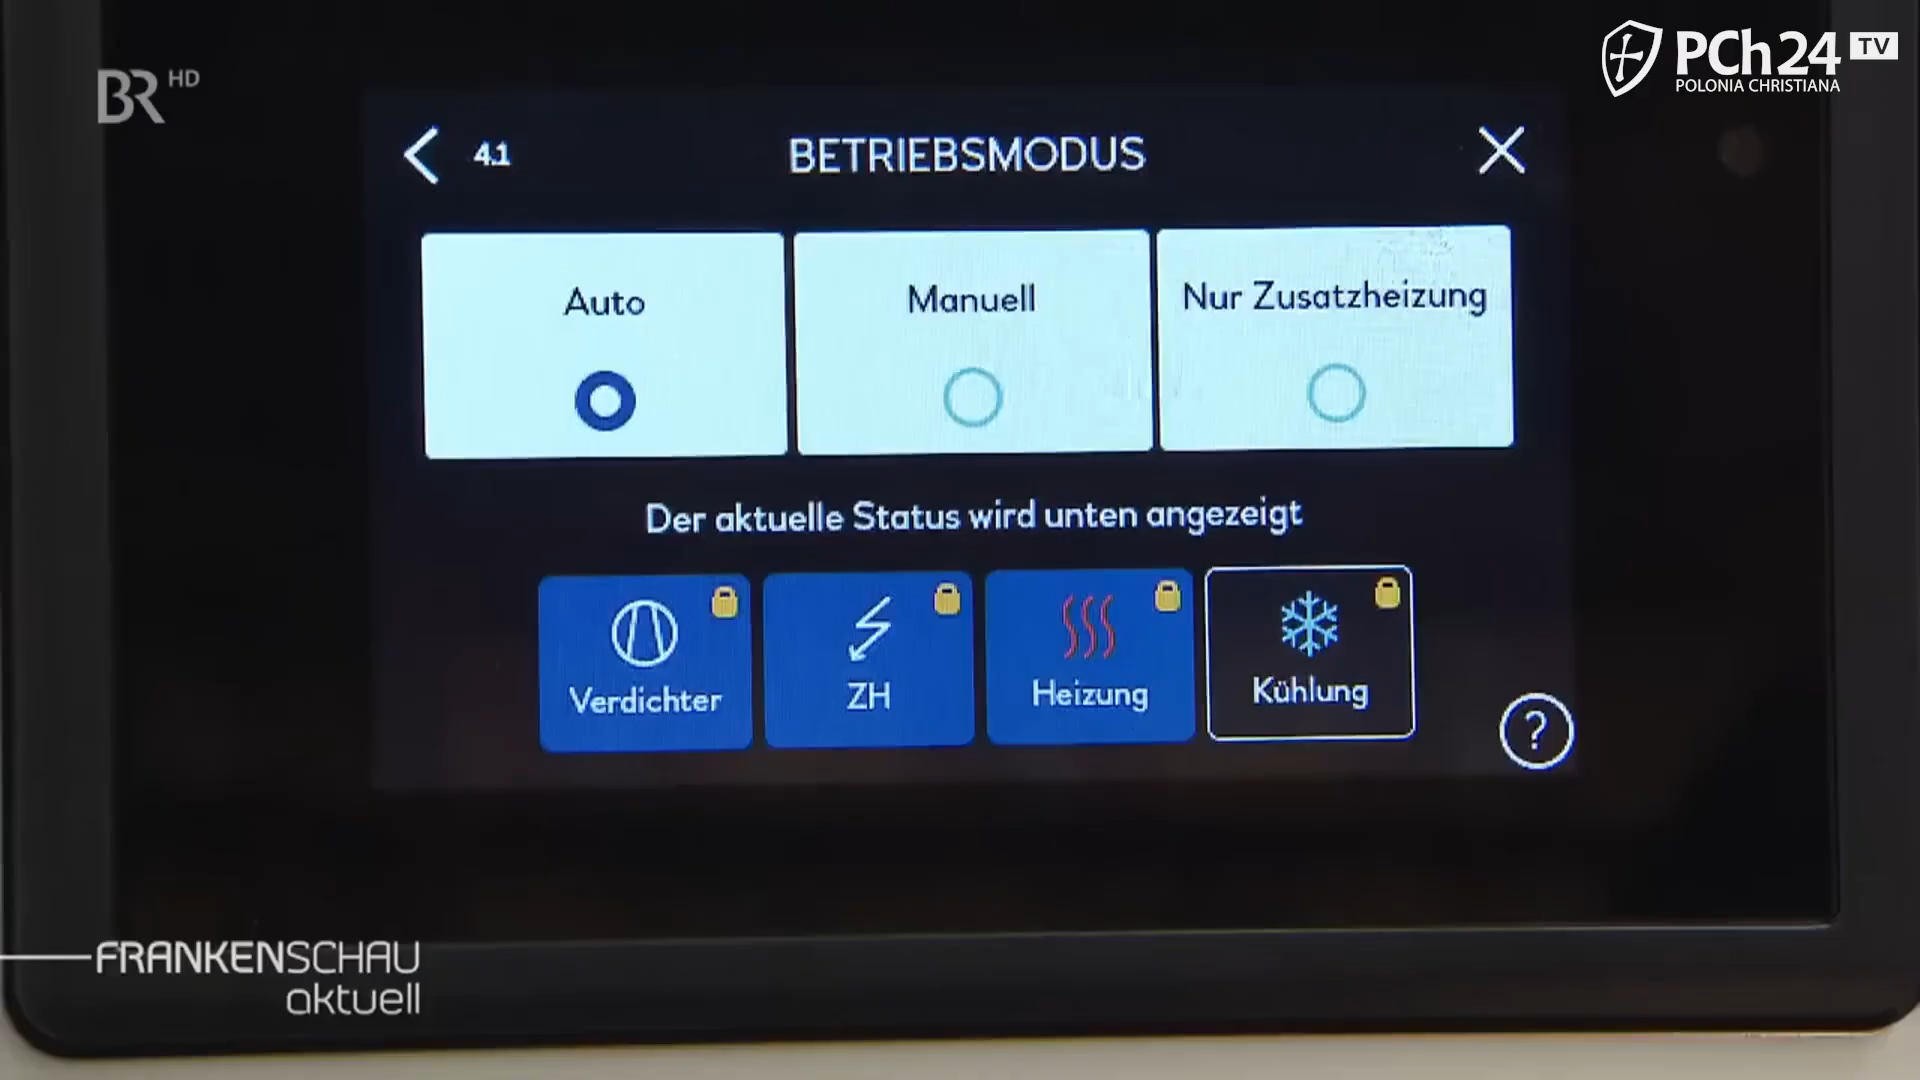 BR HD
PCh24 TV
POLONIA CHRISTIANA
4.1 BETRIEBSMODUS
Auto
Manuell
Nur Zusatzheizung
Der aktuelle Status wird unten angezeigt
Verdichter
ZH
Heizung
Kühlung
?
FRANKENSCHAU
aktuell